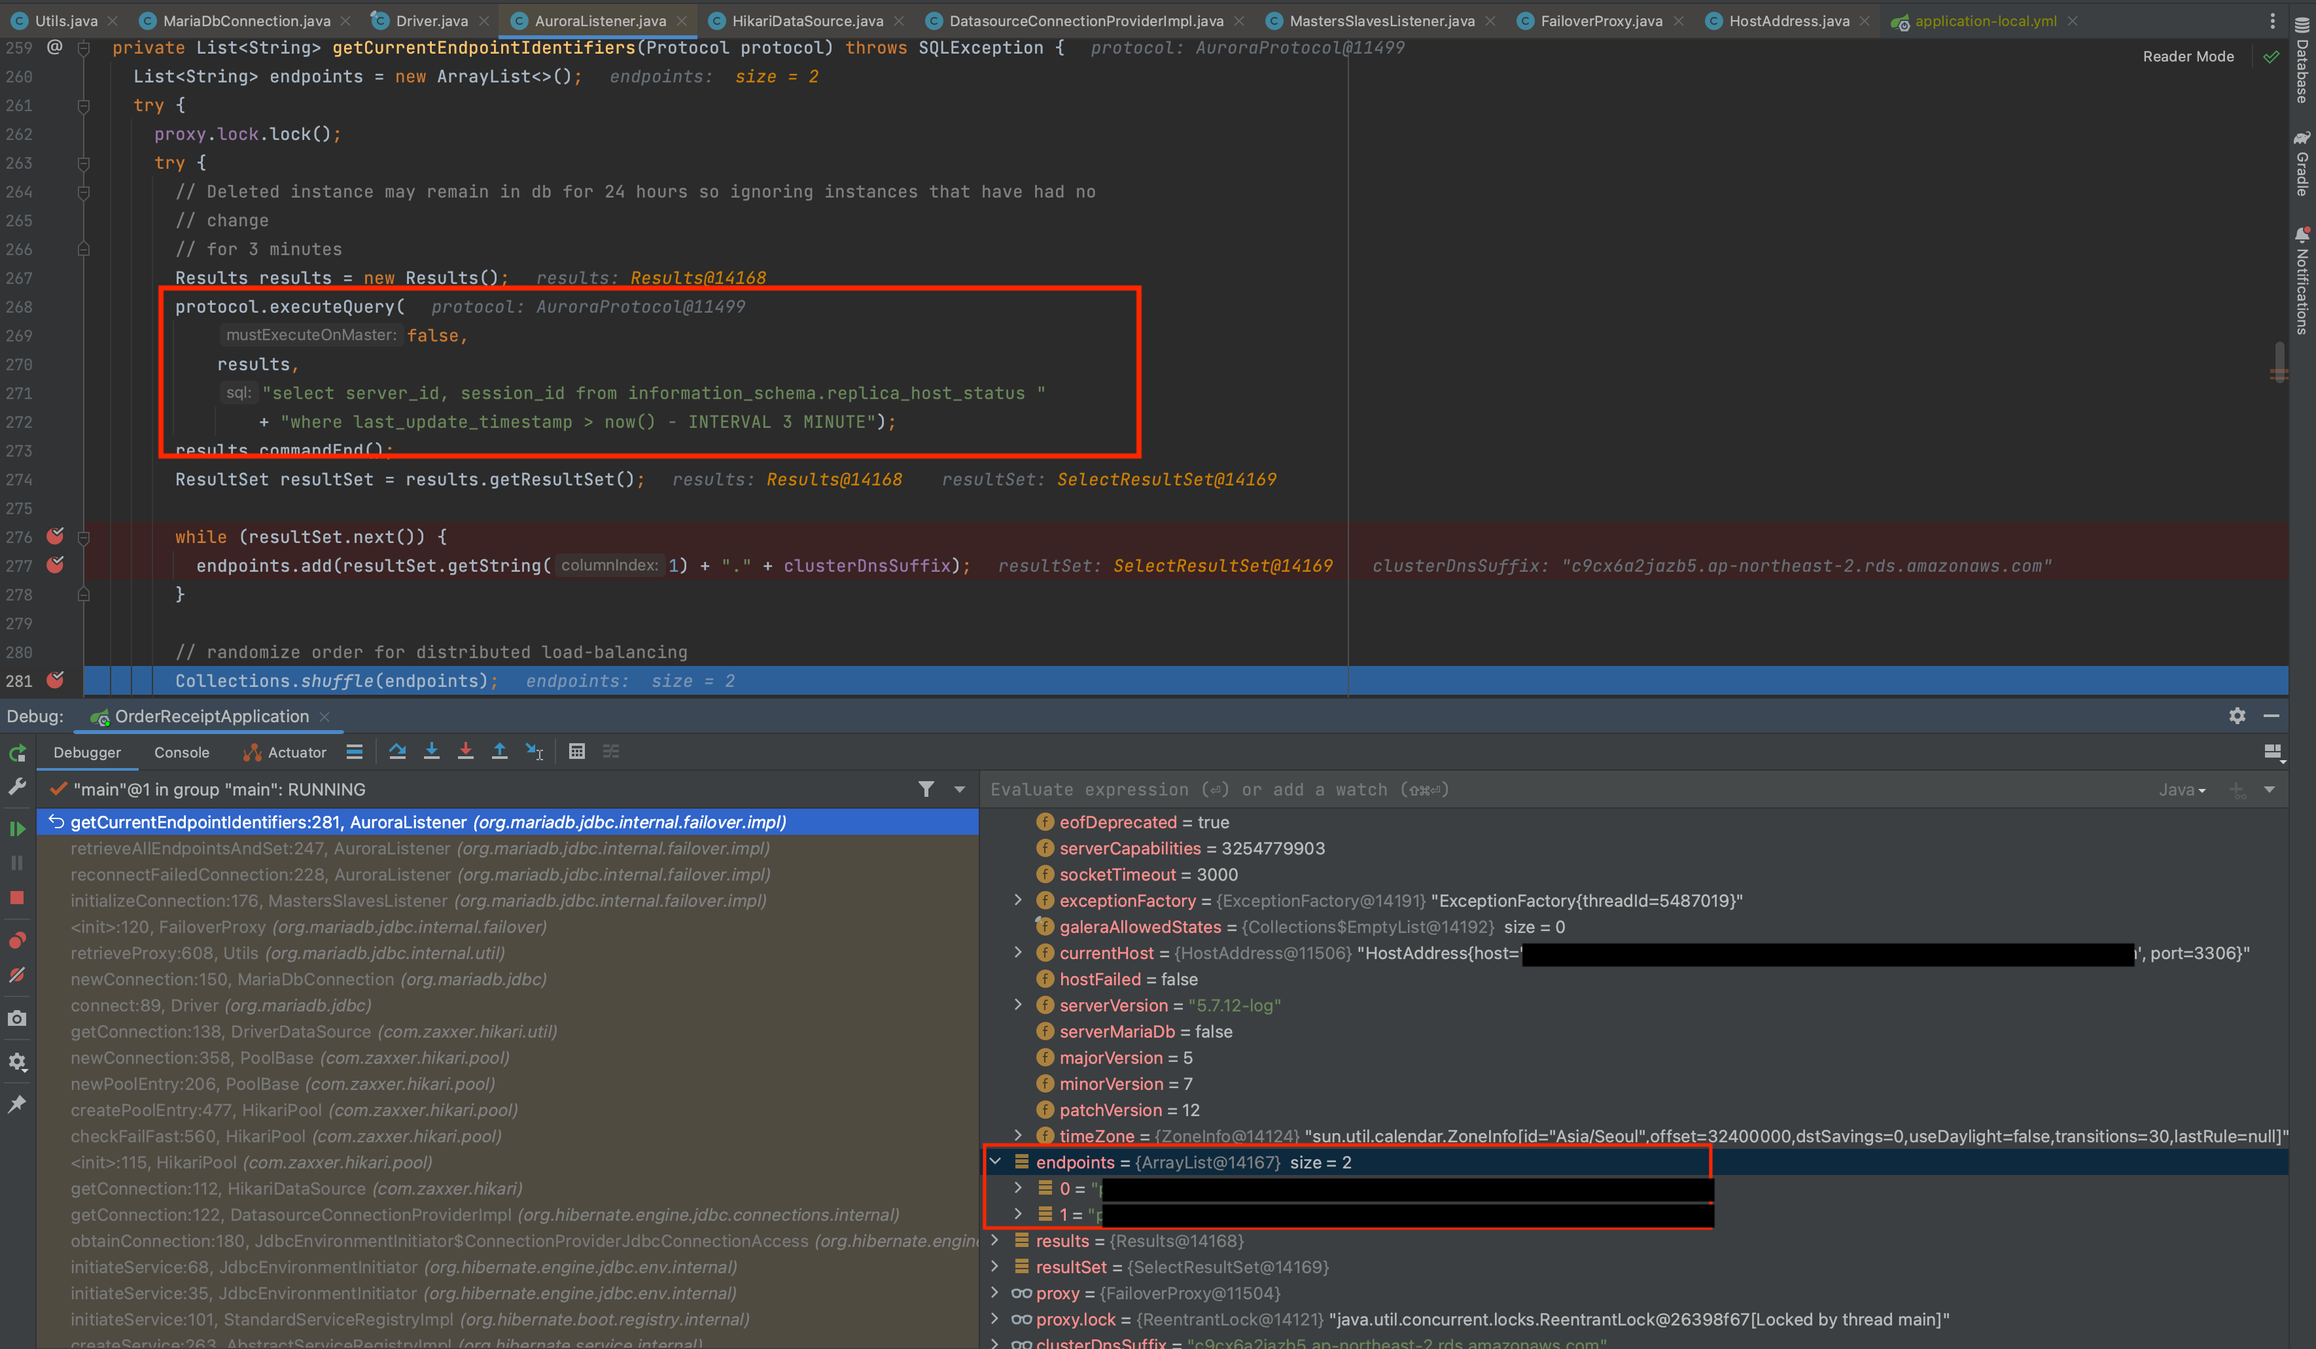 Utils.java
MariaDbConnection.java
Driver.java
AuroraListener.java
HikariDataSource.java
DatasourceConnectionProviderImpl.java
MastersSlavesListener.java
FailoverProxy.java
HostAddress.java
application-local.yml
Reader Mode
Database
Gradle
Notifications
259 @ private List<String> getCurrentEndpointIdentifiers(Protocol protocol) throws SQLException { protocol: AuroraProtocol@11499
260 List<String> endpoints = new ArrayList<>(); endpoints: size = 2
261 try {
262 proxy.lock.lock();
263 try {
264 // Deleted instance may remain in db for 24 hours so ignoring instances that have had no
265 // change
266 // for 3 minutes
267 Results results = new Results(); results: Results@14168
268 protocol.executeQuery( protocol: AuroraProtocol@11499
269 mustExecuteOnMaster: false,
270 results,
271 sql: "select server_id, session_id from information_schema.replica_host_status "
272 + "where last_update_timestamp > now() - INTERVAL 3 MINUTE");
273 results.commandEnd();
274 ResultSet resultSet = results.getResultSet(); results: Results@14168 resultSet: SelectResultSet@14169
275
276 while (resultSet.next()) {
277 endpoints.add(resultSet.getString( columnIndex: 1) + "." + clusterDnsSuffix); resultSet: SelectResultSet@14169 clusterDnsSuffix: "c9cx6a2jazb5.ap-northeast-2.rds.amazonaws.com"
278 }
279
280 // randomize order for distributed load-balancing
281 Collections.shuffle(endpoints); endpoints: size = 2
Debug: OrderReceiptApplication
Debugger Console Actuator
"main"@1 in group "main": RUNNING
getCurrentEndpointIdentifiers:281, AuroraListener (org.mariadb.jdbc.internal.failover.impl)
retrieveAllEndpointsAndSet:247, AuroraListener (org.mariadb.jdbc.internal.failover.impl)
reconnectFailedConnection:228, AuroraListener (org.mariadb.jdbc.internal.failover.impl)
initializeConnection:176, MastersSlavesListener (org.mariadb.jdbc.internal.failover.impl)
<init>:120, FailoverProxy (org.mariadb.jdbc.internal.failover)
retrieveProxy:608, Utils (org.mariadb.jdbc.internal.util)
newConnection:150, MariaDbConnection (org.mariadb.jdbc)
connect:89, Driver (org.mariadb.jdbc)
getConnection:138, DriverDataSource (com.zaxxer.hikari.util)
newConnection:358, PoolBase (com.zaxxer.hikari.pool)
newPoolEntry:206, PoolBase (com.zaxxer.hikari.pool)
createPoolEntry:477, HikariPool (com.zaxxer.hikari.pool)
checkFailFast:560, HikariPool (com.zaxxer.hikari.pool)
<init>:115, HikariPool (com.zaxxer.hikari.pool)
getConnection:112, HikariDataSource (com.zaxxer.hikari)
getConnection:122, DatasourceConnectionProviderImpl (org.hibernate.engine.jdbc.connections.internal)
obtainConnection:180, JdbcEnvironmentInitiator$ConnectionProviderJdbcConnectionAccess (org.hibernate.engine
initiateService:68, JdbcEnvironmentInitiator (org.hibernate.engine.jdbc.env.internal)
initiateService:35, JdbcEnvironmentInitiator (org.hibernate.engine.jdbc.env.internal)
initiateService:101, StandardServiceRegistryImpl (org.hibernate.boot.registry.internal)
createService:263, AbstractServiceRegistryImpl (org.hibernate.service.internal)
Evaluate expression (⏎) or add a watch (⇧⌘⏎) Java
eofDeprecated = true
serverCapabilities = 3254779903
socketTimeout = 3000
exceptionFactory = {ExceptionFactory@14191} "ExceptionFactory{threadId=5487019}"
galeraAllowedStates = {Collections$EmptyList@14192} size = 0
currentHost = {HostAddress@11506} "HostAddress{host=' ', port=3306}"
hostFailed = false
serverVersion = "5.7.12-log"
serverMariaDb = false
majorVersion = 5
minorVersion = 7
patchVersion = 12
timeZone = {ZoneInfo@14124} "sun.util.calendar.ZoneInfo[id="Asia/Seoul",offset=32400000,dstSavings=0,useDaylight=false,transitions=30,lastRule=null]"
endpoints = {ArrayList@14167} size = 2
0 = "p
1 = "p
results = {Results@14168}
resultSet = {SelectResultSet@14169}
proxy = {FailoverProxy@11504}
proxy.lock = {ReentrantLock@14121} "java.util.concurrent.locks.ReentrantLock@26398f67[Locked by thread main]"
clusterDnsSuffix = "c9cx6a2jazb5.ap-northeast-2.rds.amazonaws.com"